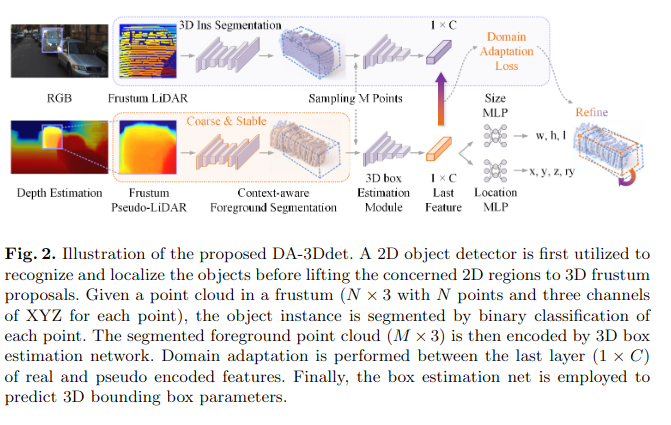 3D Ins Segmentation
1 × C
Domain
Adaptation
Loss
RGB
Frustum LiDAR
Sampling M Points
Size
MLP
Refine
Coarse & Stable
w, h, l
x, y, z, ry
Depth Estimation
Frustum
Pseudo-LiDAR
Context-aware
Foreground Segmentation
3D box
Estimation
Module
1 × C
Last
Feature
Location
MLP
Fig. 2. Illustration of the proposed DA-3Ddet. A 2D object detector is first utilized to
recognize and localize the objects before lifting the concerned 2D regions to 3D frustum
proposals. Given a point cloud in a frustum (N × 3 with N points and three channels
of XYZ for each point), the object instance is segmented by binary classification of
each point. The segmented foreground point cloud (M × 3) is then encoded by 3D box
estimation network. Domain adaptation is performed between the last layer (1 × C)
of real and pseudo encoded features. Finally, the box estimation net is employed to
predict 3D bounding box parameters.